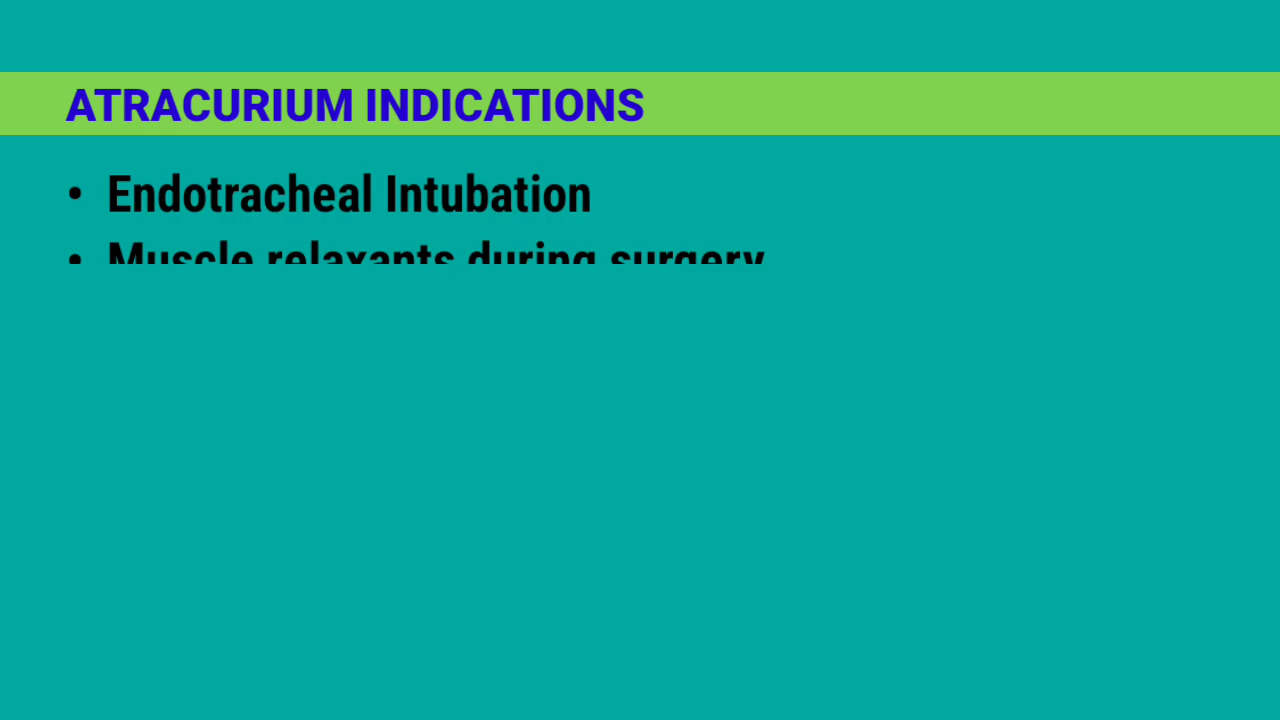 ATRACURIUM INDICATIONS
• Endotracheal Intubation
• Muscle relaxants during surgery